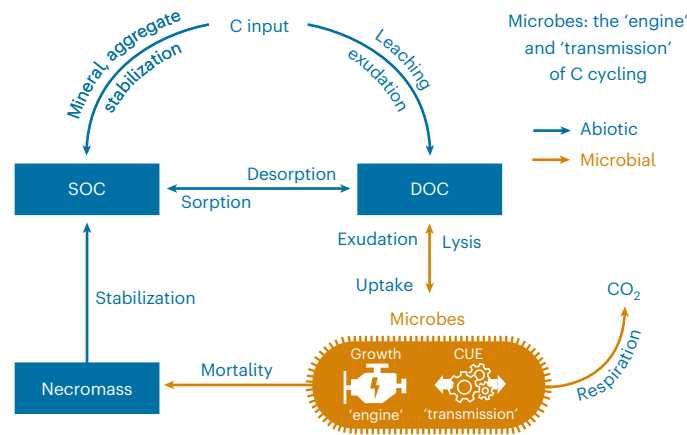 C input
Mineral, aggregate
stabilization
Leaching
exudation
Microbes: the ‘engine’
and ‘transmission’
of C cycling
Abiotic
Microbial
SOC
Desorption
Sorption
DOC
Exudation
Lysis
Uptake
Stabilization
CO₂
Microbes
Respiration
Necromass
Mortality
Growth
‘engine’
CUE
‘transmission’